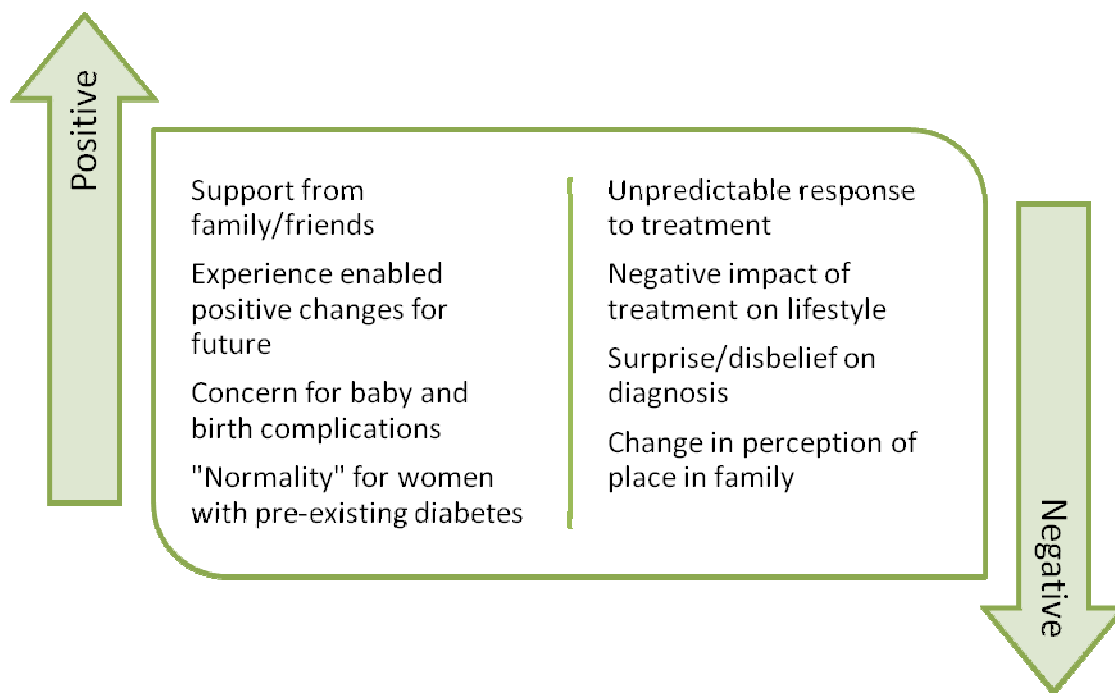 Positive
Support from
family/friends
Experience enabled
positive changes for
future
Concern for baby and
birth complications
"Normality" for women
with pre-existing diabetes
Unpredictable response
to treatment
Negative impact of
treatment on lifestyle
Surprise/disbelief on
diagnosis
Change in perception of
place in family
Negative